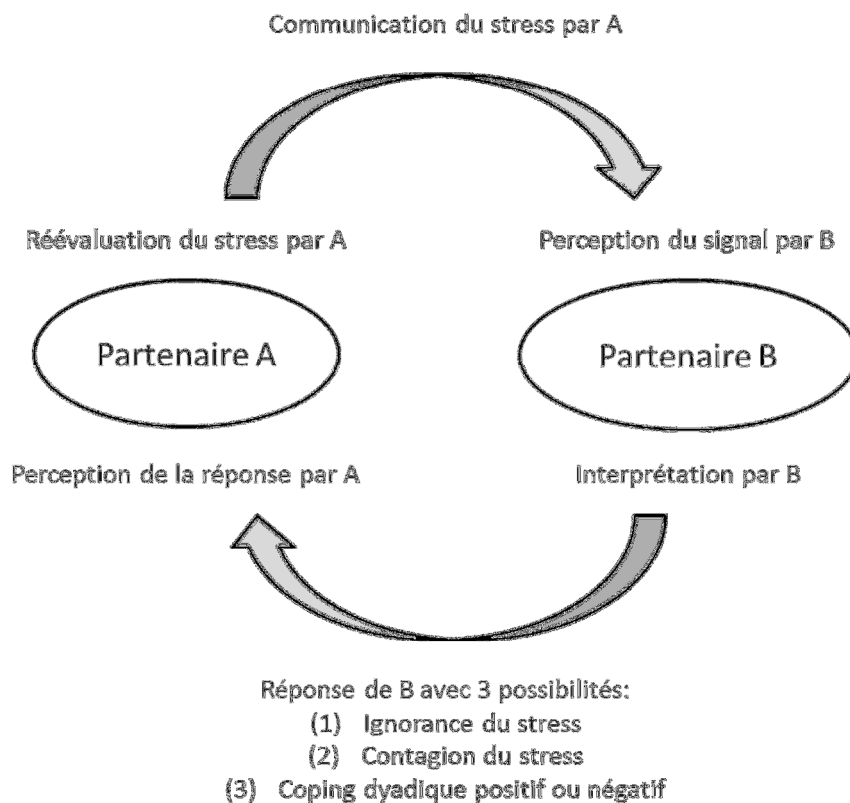 Communication du stress par A
Réévaluation du stress par A
Perception du signal par B
Partenaire A
Partenaire B
Perception de la réponse par A
Interprétation par B
Réponse de B avec 3 possibilités:
(1) Ignorance du stress
(2) Contagion du stress
(3) Coping dyadique positif ou négatif